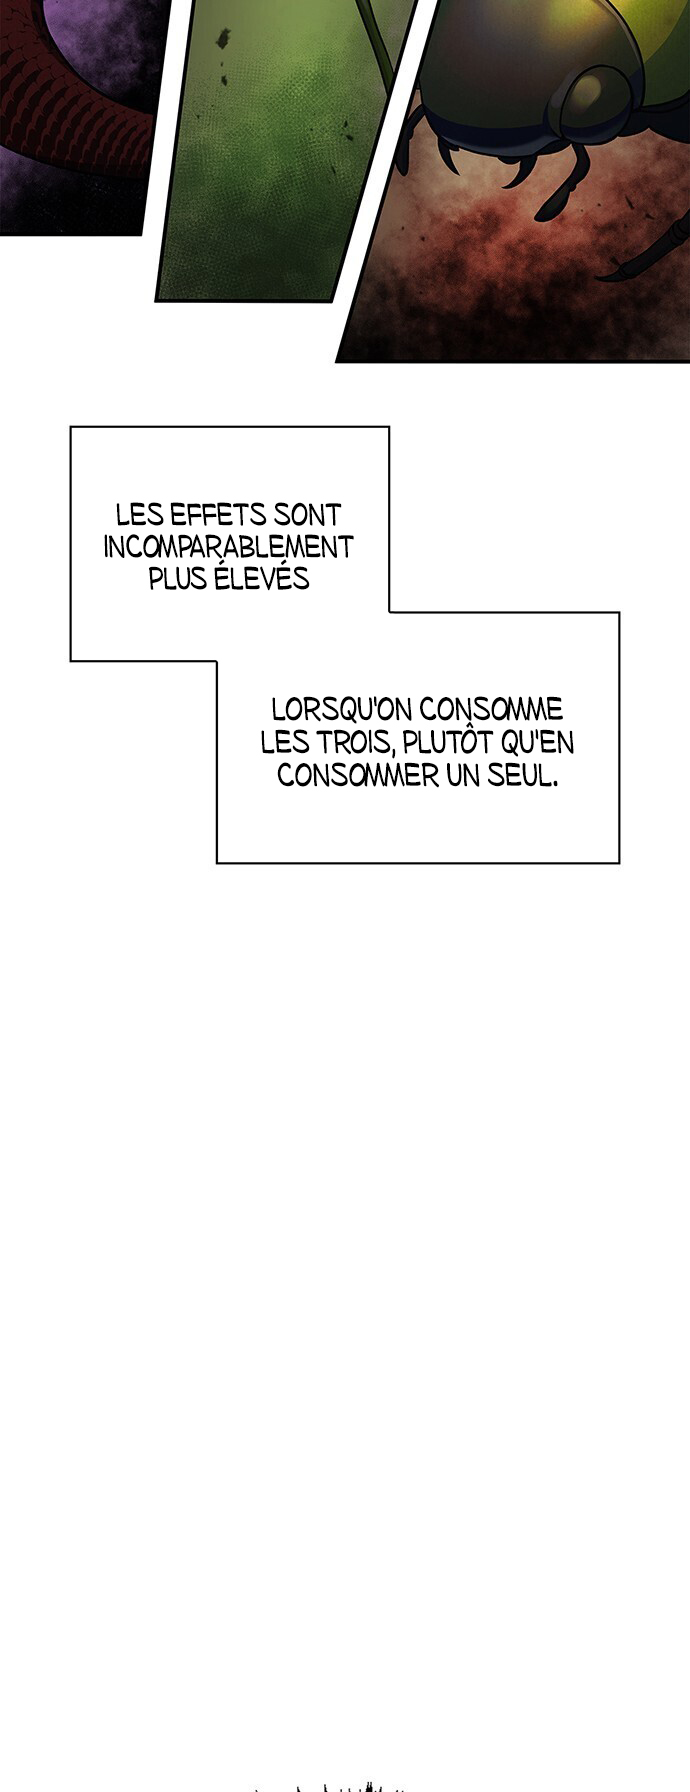 LES EFFETS SONT
INCOMPARABLEMENT
PLUS ÉLEVÉS
LORSQU'ON CONSOMME
LES TROIS, PLUTÔT QU'EN
CONSOMMER UN SEUL.